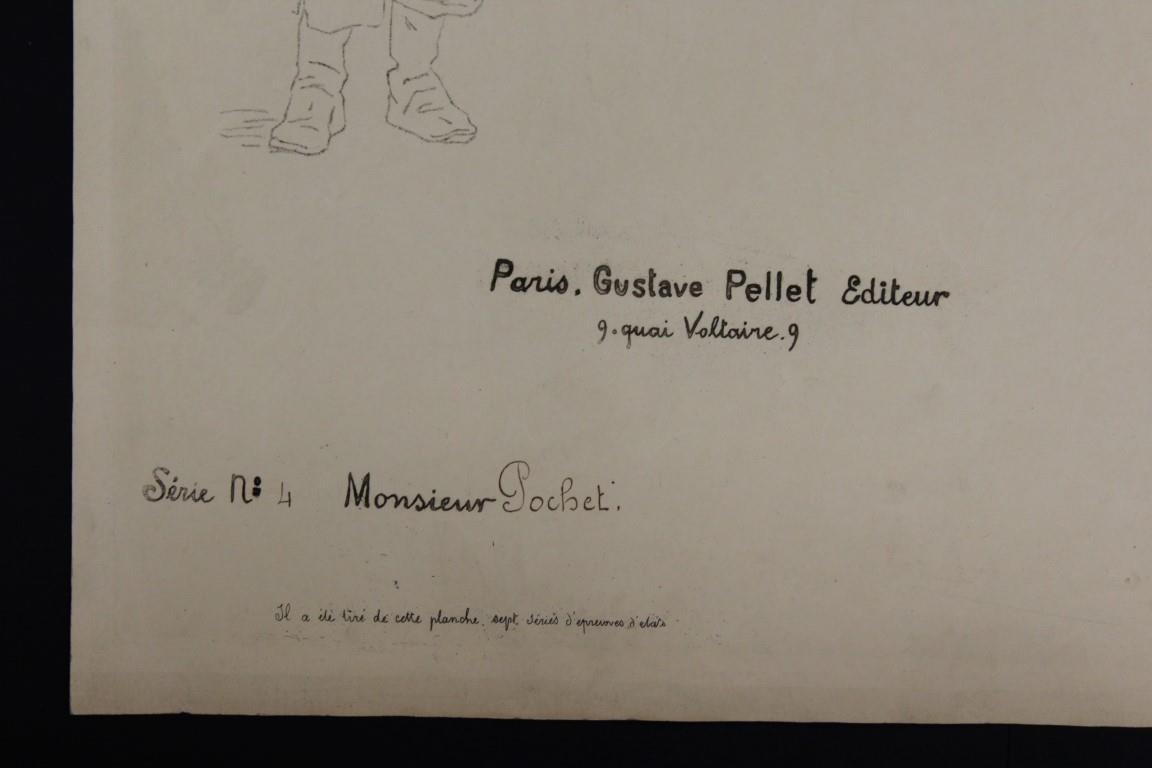 Paris. Gustave Pellet Editeur
9. quai Voltaire. 9
Série N: 4 Monsieur Pochet.
Il a été tiré de cette planche, sept séries d'épreuves d'états